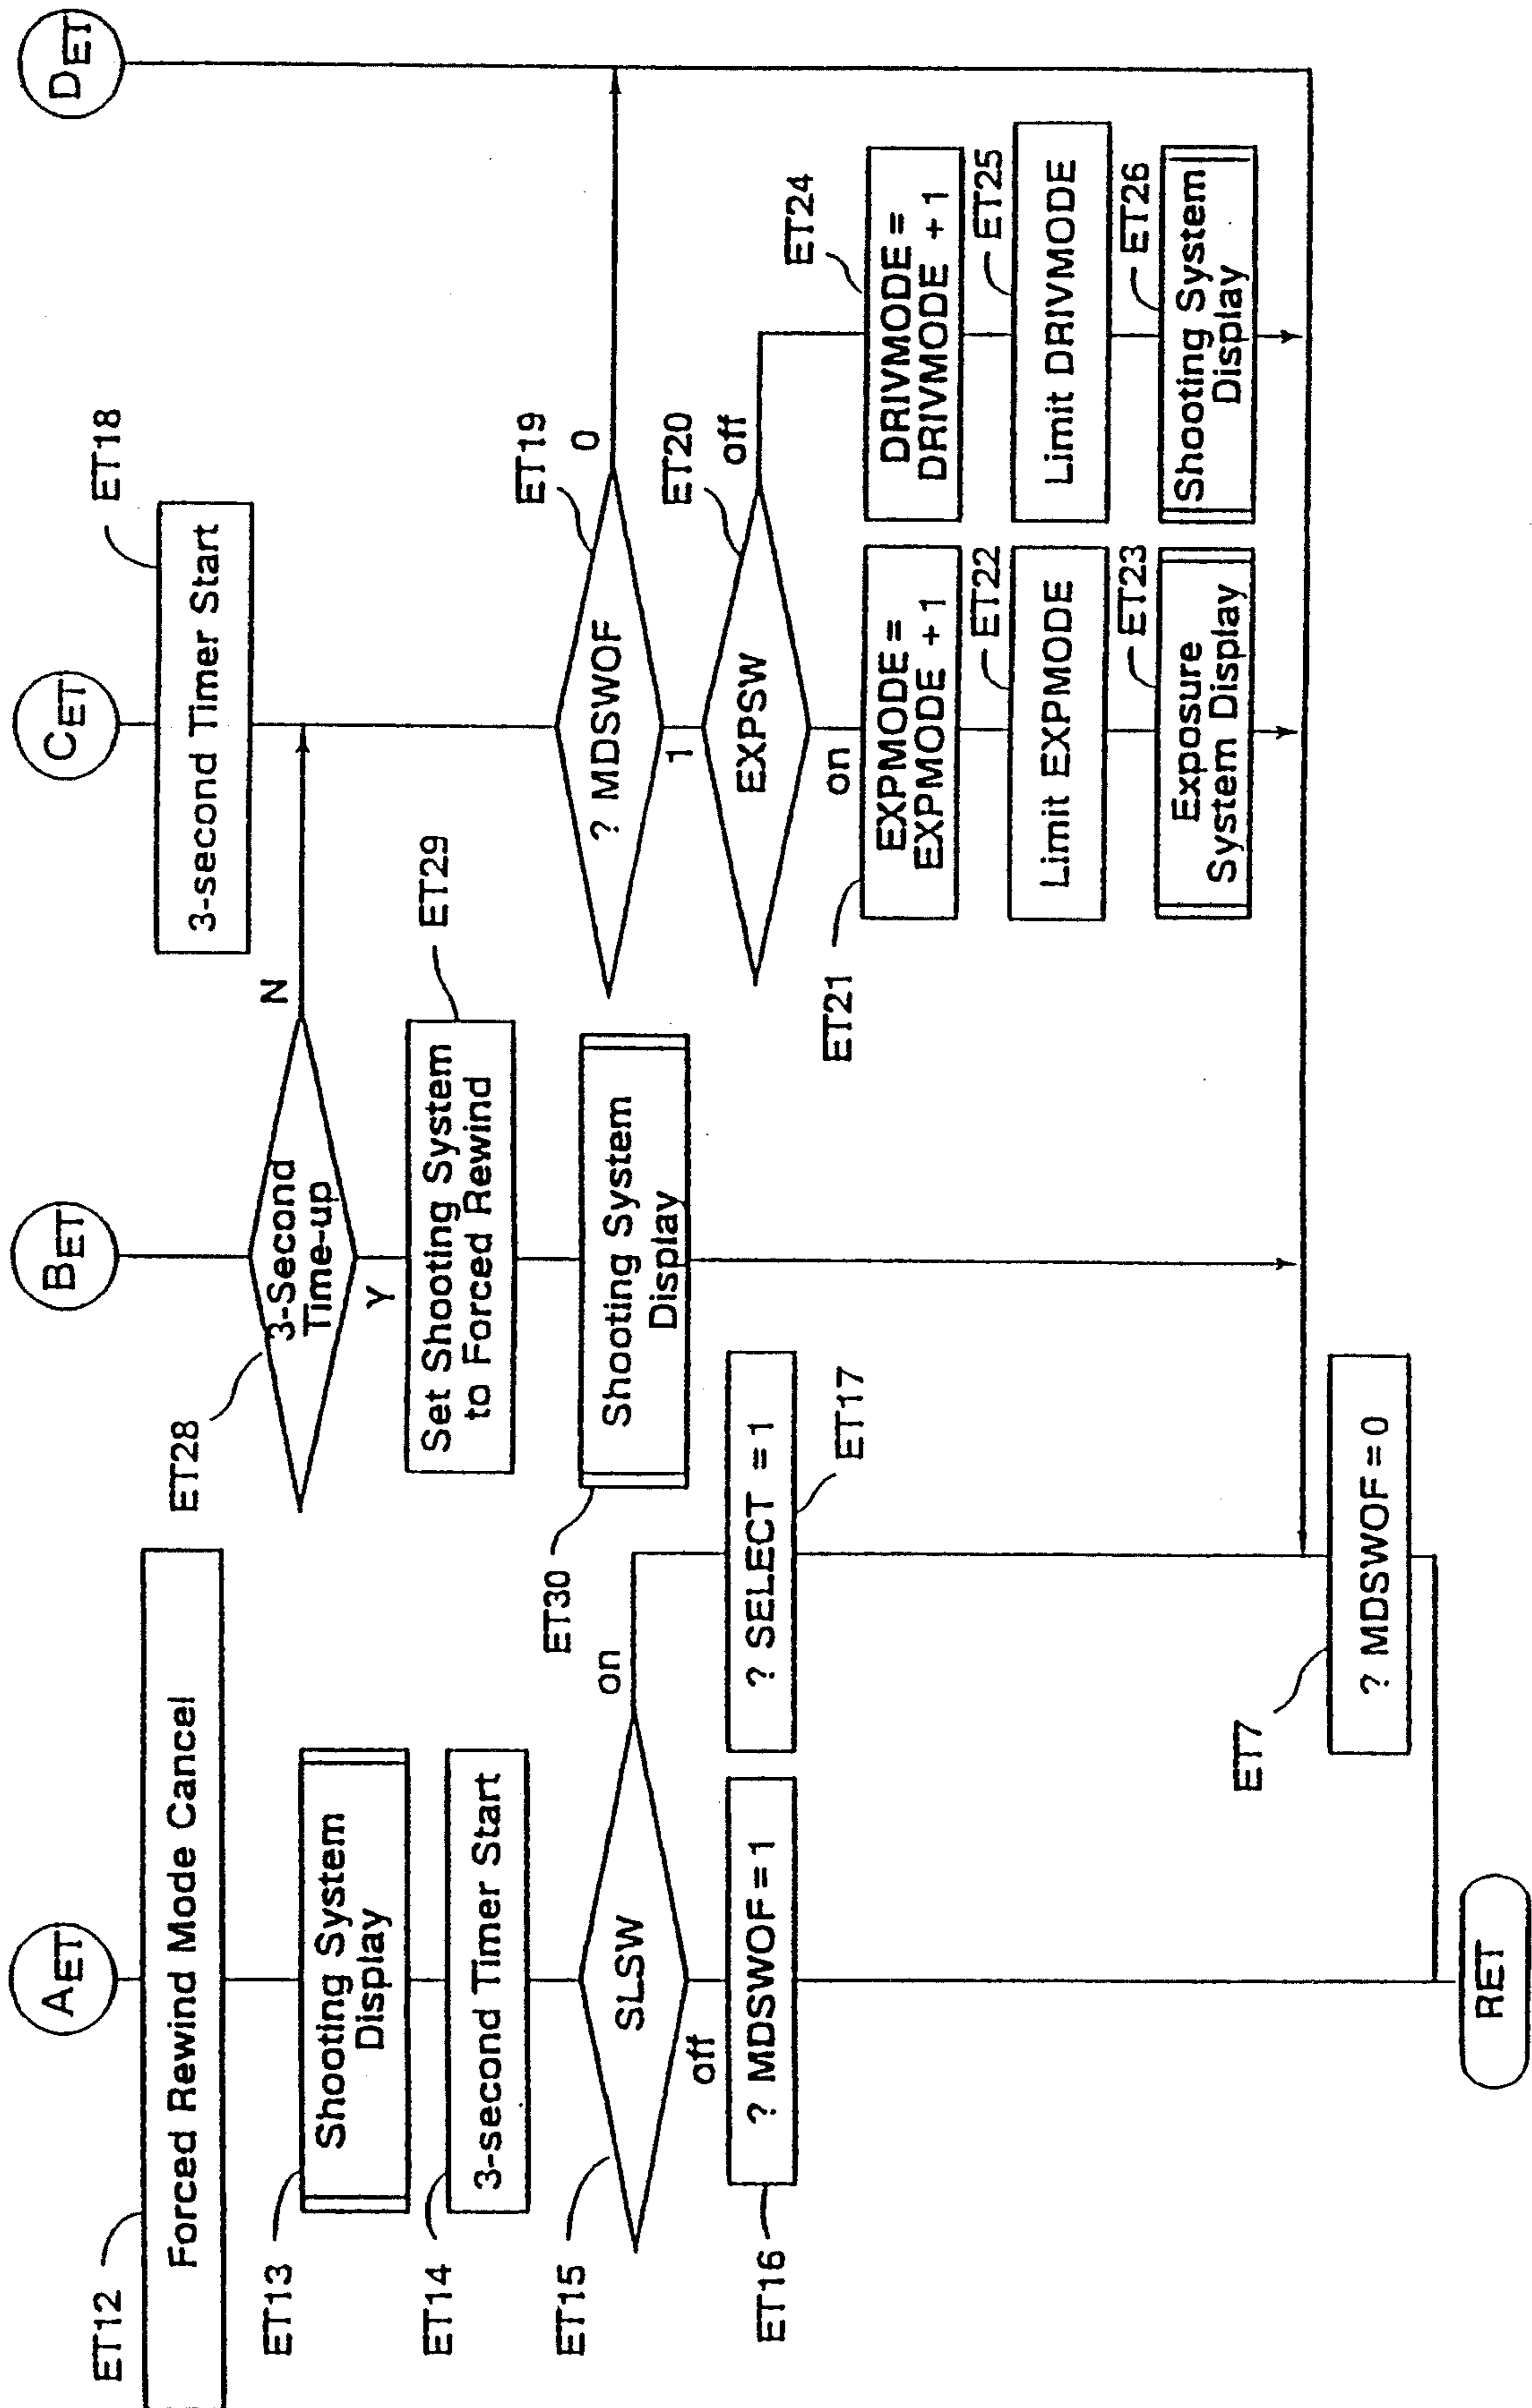 AET
ET12
Forced Rewind Mode Cancel
ET13
Shooting System
Display
ET14
3-second Timer Start
ET15
SLSW
on
off
ET16
? MDSWOF = 1
? SELECT = 1
ET17
ET7
? MDSWOF = 0
RET
BET
ET28
3-Second
Time-up
N
Y
Set Shooting System
to Forced Rewind
ET29
ET30
Shooting System
Display
CET
ET18
3-second Timer Start
ET19
? MDSWOF
0
1
ET20
EXPSW
off
on
ET21
EXPMODE =
EXPMODE + 1
ET22
Limit EXPMODE
ET23
Exposure
System Display
ET24
DRIVMODE =
DRIVMODE + 1
ET25
Limit DRIVMODE
ET26
Shooting System
Display
DET